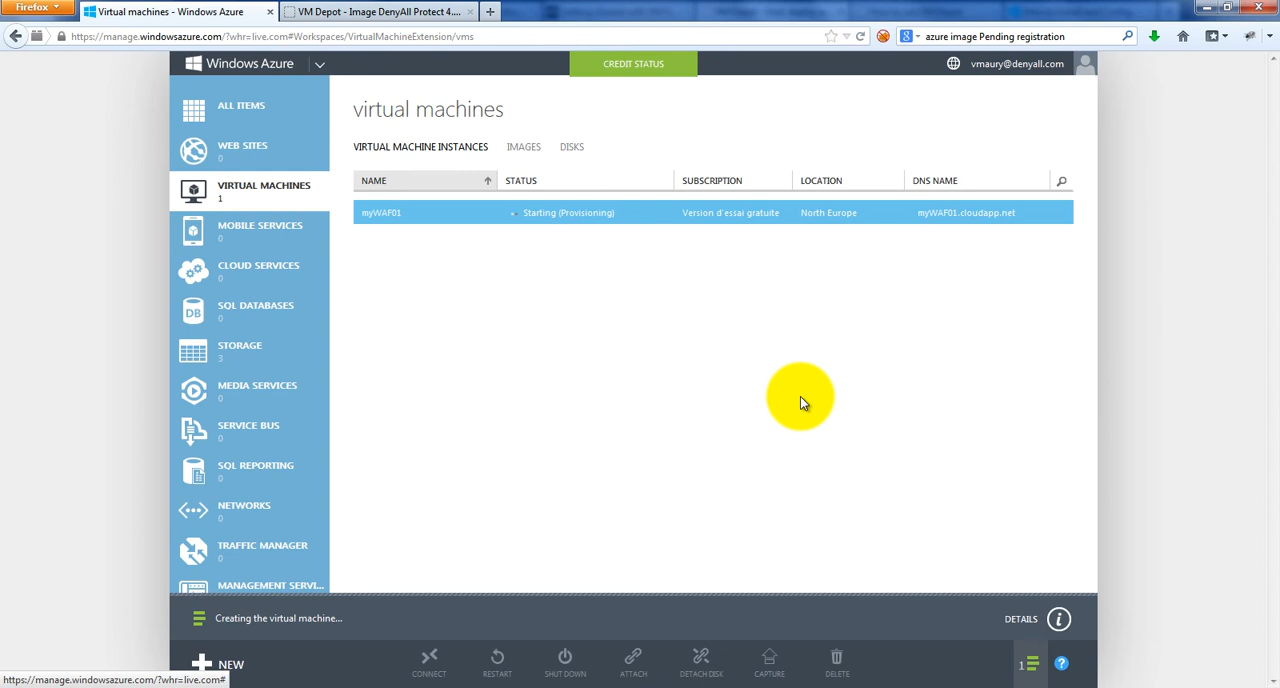 Firefox
Virtual machines - Windows Azure
VM Depot - Image DenyAll Protect 4....
https://manage.windowsazure.com/?whr=live.com#Workspaces/VirtualMachineExtension/vms
azure image Pending registration
Windows Azure
CREDIT STATUS
vmaury@denyall.com
ALL ITEMS
WEB SITES
0
VIRTUAL MACHINES
1
MOBILE SERVICES
0
CLOUD SERVICES
0
SQL DATABASES
0
DB
STORAGE
3
MEDIA SERVICES
0
SERVICE BUS
0
SQL REPORTING
0
NETWORKS
0
TRAFFIC MANAGER
0
MANAGEMENT SERVI...
virtual machines
VIRTUAL MACHINE INSTANCES IMAGES DISKS
NAME STATUS SUBSCRIPTION LOCATION DNS NAME
myWAF01 Starting (Provisioning) Version d'essai gratuite North Europe myWAF01.cloudapp.net
Creating the virtual machine...
DETAILS
NEW
CONNECT RESTART SHUT DOWN ATTACH DETACH DISK CAPTURE DELETE
1
https://manage.windowsazure.com/?whr=live.com#